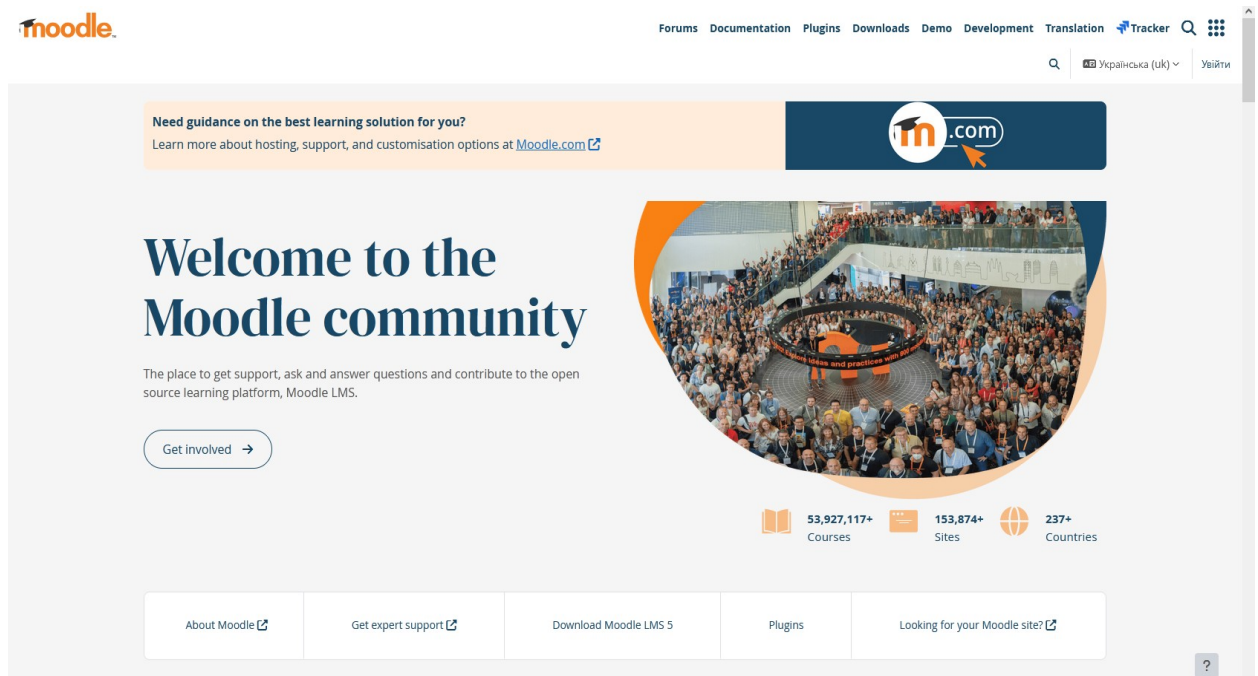 moodle
Forums Documentation Plugins Downloads Demo Development Translation Tracker
Українська (uk) Увійти
Need guidance on the best learning solution for you?
Learn more about hosting, support, and customisation options at Moodle.com
m .com
Welcome to the
Moodle community
The place to get support, ask and answer questions and contribute to the open
source learning platform, Moodle LMS.
Get involved
53,927,117+
Courses
153,874+
Sites
237+
Countries
About Moodle
Get expert support
Download Moodle LMS 5
Plugins
Looking for your Moodle site?
?